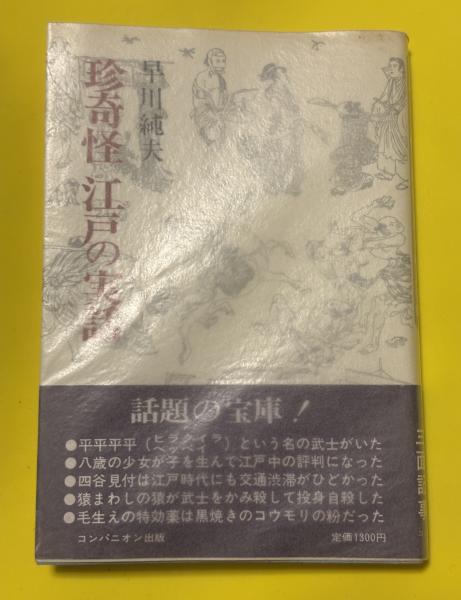 早川純夫
珍奇怪 江戸の実話
話題の宝庫！
●平平平平（ヒラダイラヘッペイ）という名の武士がいた
●八歳の少女が子を生んで江戸中の評判になった
●四谷見付は江戸時代にも交通渋滞がひどかった
●猿まわしの猿が武士をかみ殺して投身自殺した
●毛生えの特効薬は黒焼きのコウモリの粉だった
コンパニオン出版
定価1300円